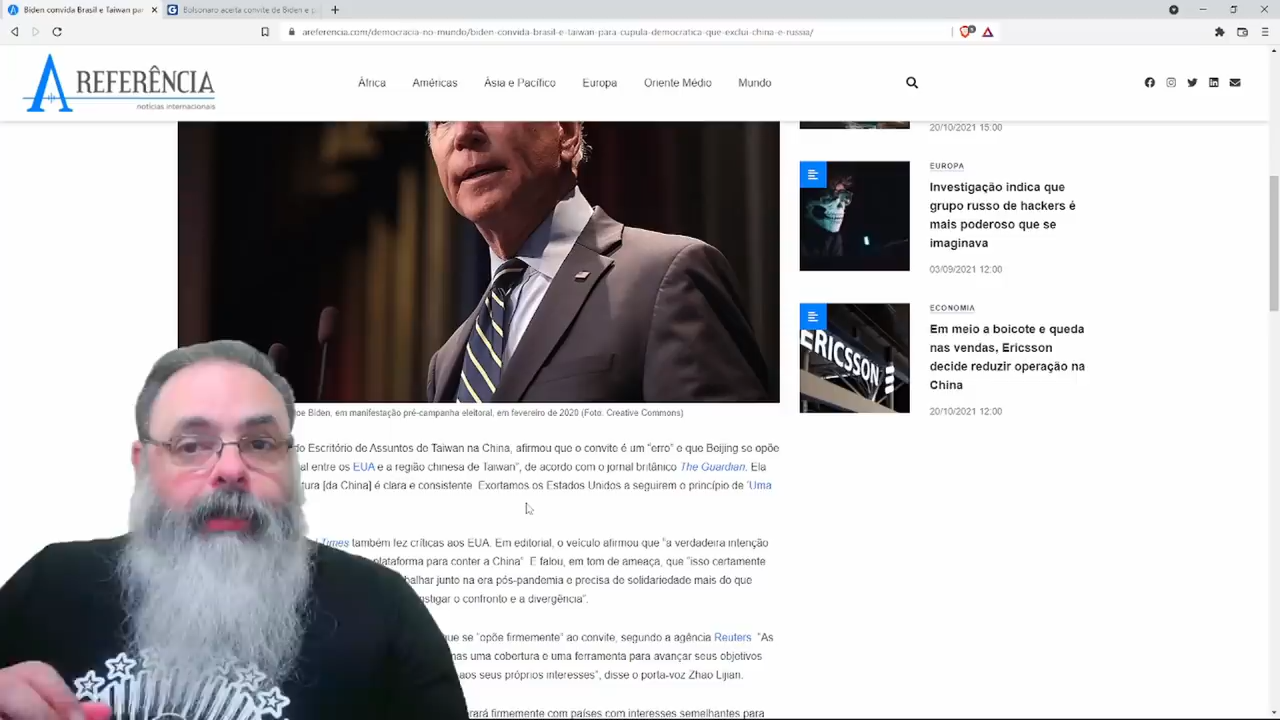 Biden convida Brasil e Taiwan par
Bolsonaro aceita convite de Biden e
areferencia.com/democracia-no-mundo/biden-convida-brasil-e-taiwan-para-cupula-democratica-que-exclui-china-e-russia/
A REFERÊNCIA
notícias internacionais
África
Américas
Ásia e Pacífico
Europa
Oriente Médio
Mundo
20/10/2021 15:00
EUROPA
Investigação indica que
grupo russo de hackers é
mais poderoso que se
imaginava
03/09/2021 12:00
ERICSSON
ECONOMIA
Em meio a boicote e queda
nas vendas, Ericsson
decide reduzir operação na
China
20/10/2021 12:00
oe Biden, em manifestação pré-campanha eleitoral, em fevereiro de 2020 (Foto: Creative Commons)
do Escritório de Assuntos de Taiwan na China, afirmou que o convite é um "erro" e que Beijing se opõe
al entre os EUA e a região chinesa de Taiwan", de acordo com o jornal britânico The Guardian. Ela
tura [da China] é clara e consistente. Exortamos os Estados Unidos a seguirem o princípio de 'Uma
Times também fez críticas aos EUA. Em editorial, o veículo afirmou que "a verdadeira intenção
plataforma para conter a China". E falou, em tom de ameaça, que "isso certamente
balhar junto na era pós-pandemia e precisa de solidariedade mais do que
stigar o confronto e a divergência".
que se "opõe firmemente" ao convite, segundo a agência Reuters. "As
nas uma cobertura e uma ferramenta para avançar seus objetivos
aos seus próprios interesses", disse o porta-voz Zhao Lijian.
rará firmemente com países com interesses semelhantes para